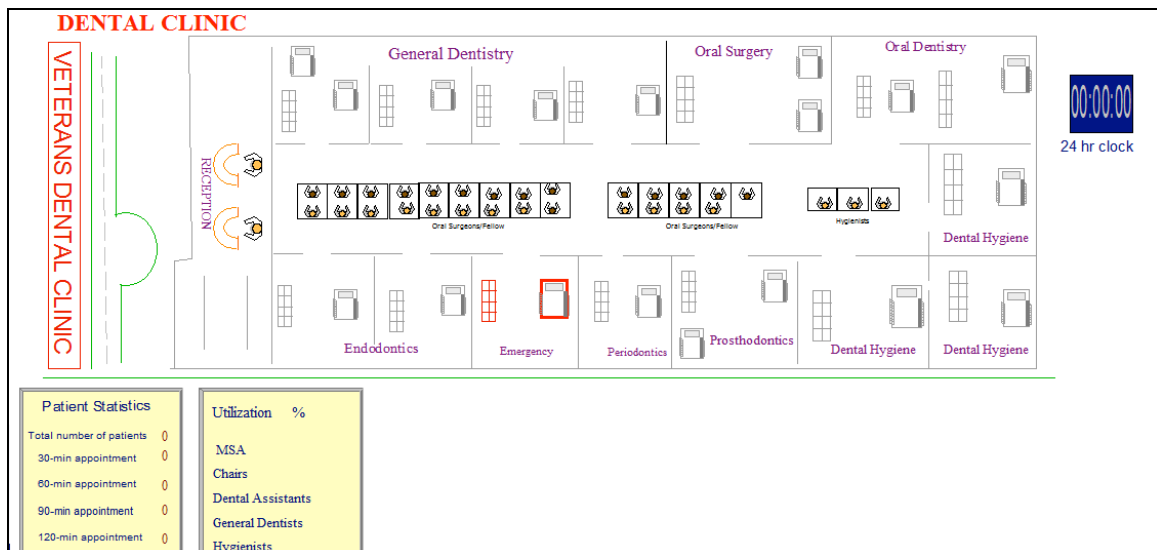 DENTAL CLINIC
VETERANS DENTAL CLINIC
General Dentistry
Oral Surgery
Oral Dentistry
00:00:00
24 hr clock
RECEPTION
Oral Surgeons/Fellow
Oral Surgeons/Fellow
Hygienists
Dental Hygiene
Endodontics
Emergency
Periodontics
Prosthodontics
Dental Hygiene
Dental Hygiene
Patient Statistics
Total number of patients 0
30-min appointment 0
60-min appointment 0
90-min appointment 0
120-min appointment 0
Utilization %
MSA
Chairs
Dental Assistants
General Dentists
Hygienists